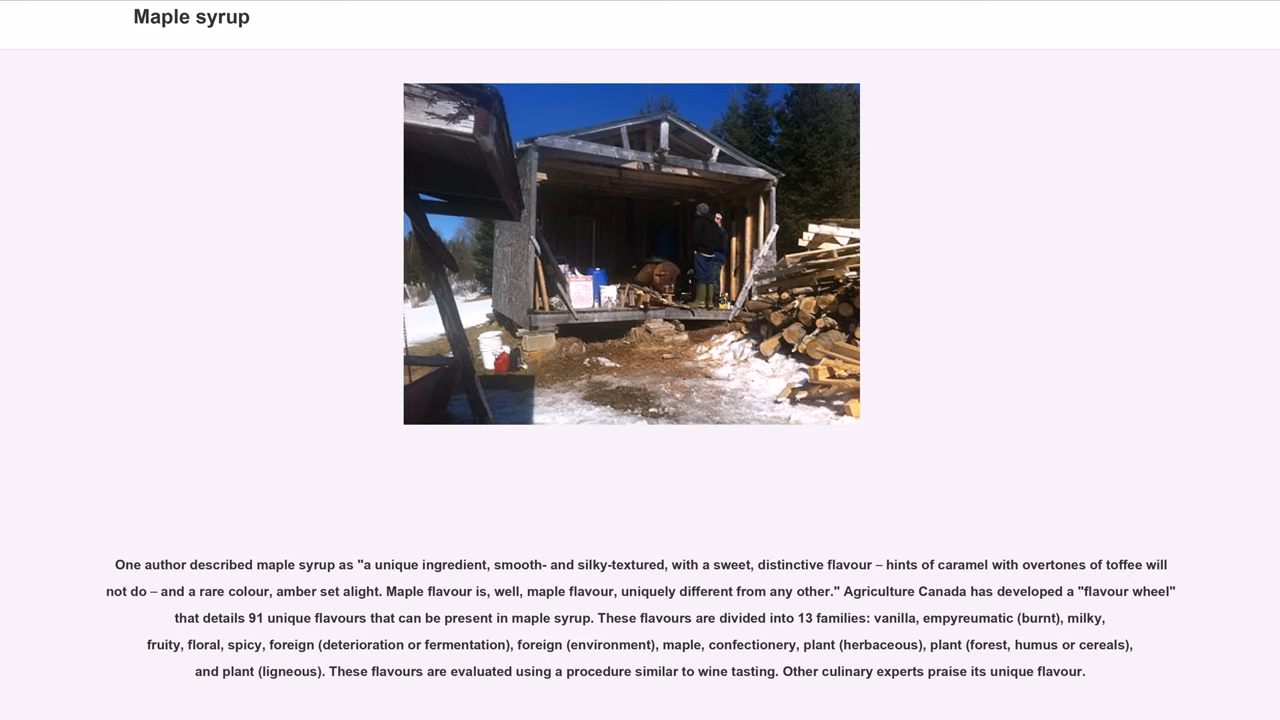 Maple syrup
One author described maple syrup as "a unique ingredient, smooth- and silky-textured, with a sweet, distinctive flavour – hints of caramel with overtones of toffee will
not do – and a rare colour, amber set alight. Maple flavour is, well, maple flavour, uniquely different from any other." Agriculture Canada has developed a "flavour wheel"
that details 91 unique flavours that can be present in maple syrup. These flavours are divided into 13 families: vanilla, empyreumatic (burnt), milky,
fruity, floral, spicy, foreign (deterioration or fermentation), foreign (environment), maple, confectionery, plant (herbaceous), plant (forest, humus or cereals),
and plant (ligneous). These flavours are evaluated using a procedure similar to wine tasting. Other culinary experts praise its unique flavour.